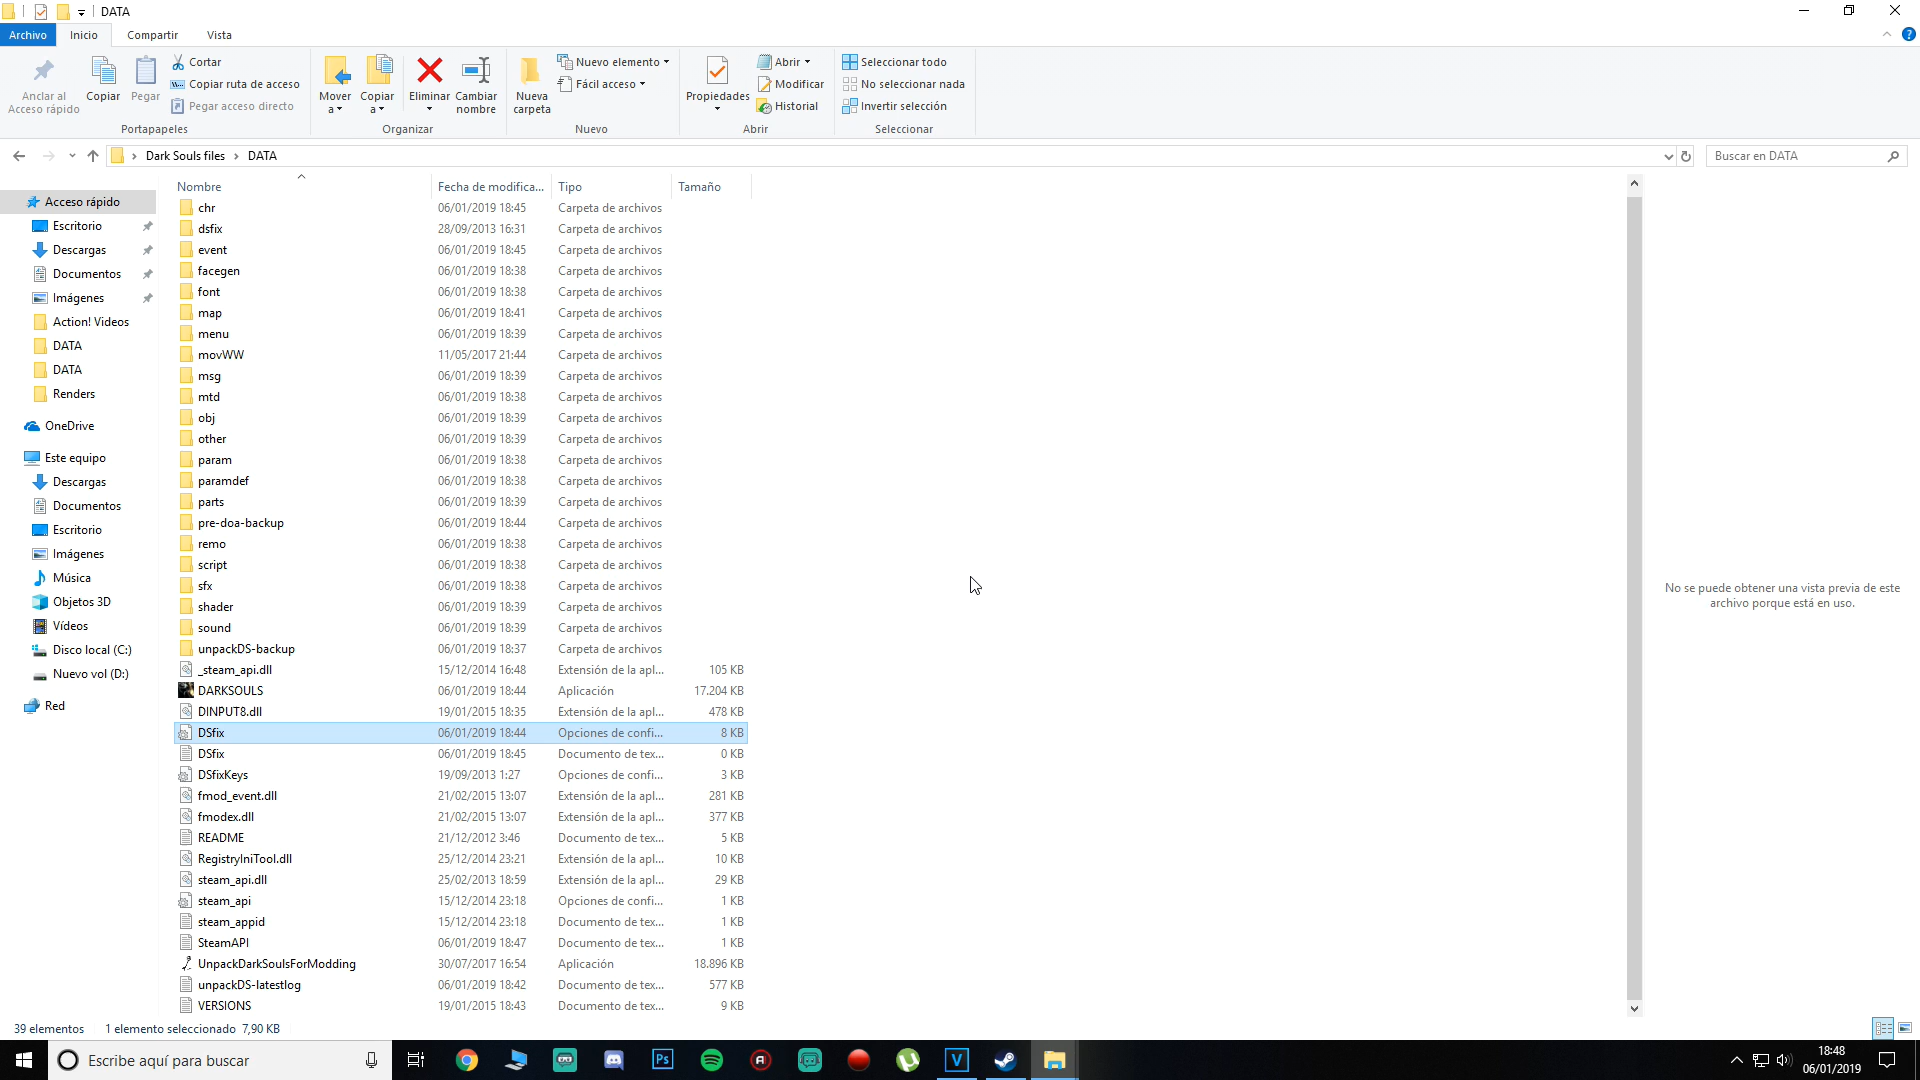 DATA
Archivo Inicio Compartir Vista
Anclar al Acceso rápido
Copiar
Pegar
Cortar
Copiar ruta de acceso
Pegar acceso directo
Portapapeles
Mover a
Copiar a
Eliminar
Cambiar nombre
Organizar
Nueva carpeta
Nuevo elemento
Fácil acceso
Nuevo
Propiedades
Abrir
Modificar
Historial
Abrir
Seleccionar todo
No seleccionar nada
Invertir selección
Seleccionar
Dark Souls files > DATA
Buscar en DATA
Acceso rápido
Escritorio
Descargas
Documentos
Imágenes
Action! Videos
DATA
DATA
Renders
OneDrive
Este equipo
Descargas
Documentos
Escritorio
Imágenes
Música
Objetos 3D
Vídeos
Disco local (C:)
Nuevo vol (D:)
Red
Nombre Fecha de modifica... Tipo Tamaño
chr 06/01/2019 18:45 Carpeta de archivos
dsfix 28/09/2013 16:31 Carpeta de archivos
event 06/01/2019 18:45 Carpeta de archivos
facegen 06/01/2019 18:38 Carpeta de archivos
font 06/01/2019 18:38 Carpeta de archivos
map 06/01/2019 18:41 Carpeta de archivos
menu 06/01/2019 18:39 Carpeta de archivos
movWW 11/05/2017 21:44 Carpeta de archivos
msg 06/01/2019 18:39 Carpeta de archivos
mtd 06/01/2019 18:38 Carpeta de archivos
obj 06/01/2019 18:39 Carpeta de archivos
other 06/01/2019 18:39 Carpeta de archivos
param 06/01/2019 18:38 Carpeta de archivos
paramdef 06/01/2019 18:38 Carpeta de archivos
parts 06/01/2019 18:39 Carpeta de archivos
pre-doa-backup 06/01/2019 18:44 Carpeta de archivos
remo 06/01/2019 18:38 Carpeta de archivos
script 06/01/2019 18:38 Carpeta de archivos
sfx 06/01/2019 18:38 Carpeta de archivos
shader 06/01/2019 18:39 Carpeta de archivos
sound 06/01/2019 18:39 Carpeta de archivos
unpackDS-backup 06/01/2019 18:37 Carpeta de archivos
_steam_api.dll 15/12/2014 16:48 Extensión de la apl... 105 KB
DARKSOULS 06/01/2019 18:44 Aplicación 17.204 KB
DINPUT8.dll 19/01/2015 18:35 Extensión de la apl... 478 KB
DSfix 06/01/2019 18:44 Opciones de confi... 8 KB
DSfix 06/01/2019 18:45 Documento de tex... 0 KB
DSfixKeys 19/09/2013 1:27 Opciones de confi... 3 KB
fmod_event.dll 21/02/2015 13:07 Extensión de la apl... 281 KB
fmodex.dll 21/02/2015 13:07 Extensión de la apl... 377 KB
README 21/12/2012 3:46 Documento de tex... 5 KB
RegistryIniTool.dll 25/12/2014 23:21 Extensión de la apl... 10 KB
steam_api.dll 25/02/2013 18:59 Extensión de la apl... 29 KB
steam_api 15/12/2014 23:18 Opciones de confi... 1 KB
steam_appid 15/12/2014 23:18 Documento de tex... 1 KB
SteamAPI 06/01/2019 18:47 Documento de tex... 1 KB
UnpackDarkSoulsForModding 30/07/2017 16:54 Aplicación 18.896 KB
unpackDS-latestlog 06/01/2019 18:42 Documento de tex... 577 KB
VERSIONS 19/01/2015 18:43 Documento de tex... 9 KB
No se puede obtener una vista previa de este
archivo porque está en uso.
39 elementos 1 elemento seleccionado 7,90 KB
Escribe aquí para buscar
Ps
V
18:48
06/01/2019